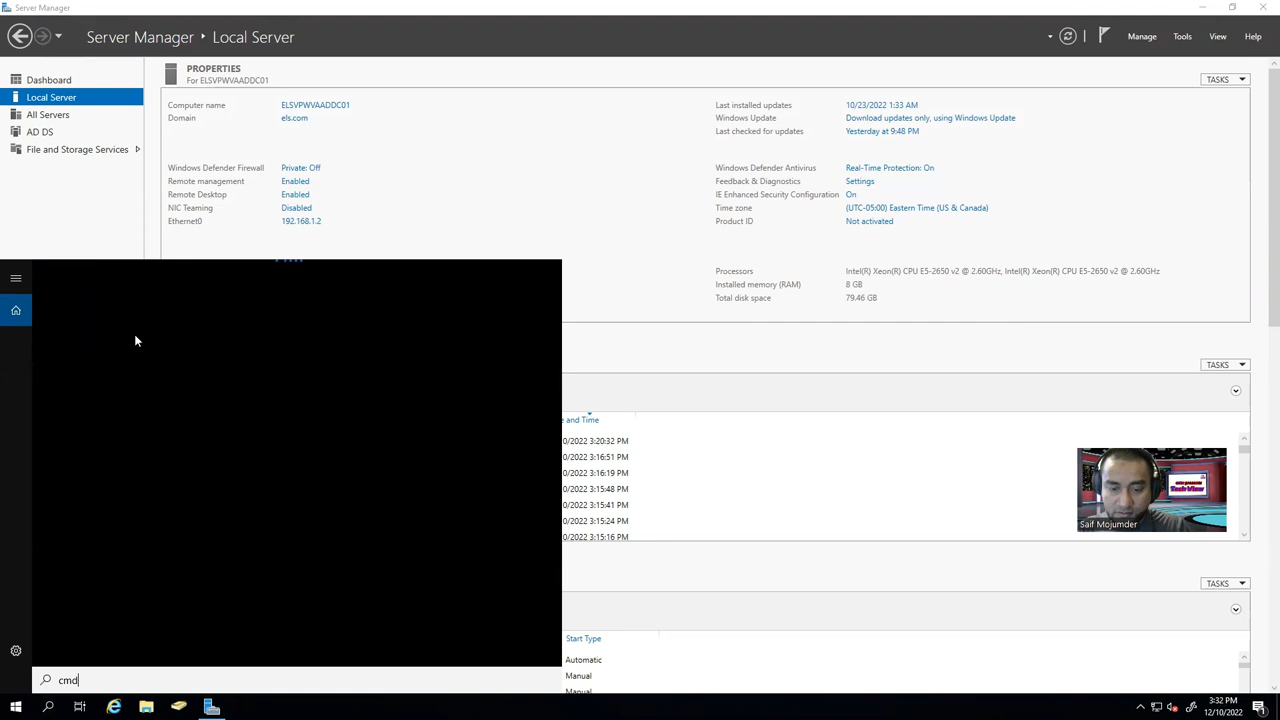 Server Manager
Server Manager • Local Server
Manage Tools View Help
Dashboard
Local Server
All Servers
AD DS
File and Storage Services
PROPERTIES
For ELSVPWVAADDC01
TASKS
Computer name ELSVPWVAADDC01
Domain els.com
Last installed updates 10/23/2022 1:33 AM
Windows Update Download updates only, using Windows Update
Last checked for updates Yesterday at 9:48 PM
Windows Defender Firewall Private: Off
Remote management Enabled
Remote Desktop Enabled
NIC Teaming Disabled
Ethernet0 192.168.1.2
Windows Defender Antivirus Real-Time Protection: On
Feedback & Diagnostics Settings
IE Enhanced Security Configuration On
Time zone (UTC-05:00) Eastern Time (US & Canada)
Product ID Not activated
Processors Intel(R) Xeon(R) CPU E5-2650 v2 @ 2.60GHz, Intel(R) Xeon(R) CPU E5-2650 v2 @ 2.60GHz
Installed memory (RAM) 8 GB
Total disk space 79.46 GB
TASKS
e and Time
0/2022 3:20:32 PM
0/2022 3:16:51 PM
0/2022 3:16:19 PM
0/2022 3:15:48 PM
0/2022 3:15:41 PM
0/2022 3:15:24 PM
0/2022 3:15:16 PM
Saif Mojumder
TASKS
Start Type
Automatic
Manual
Manual
cmd
3:32 PM
12/10/2022